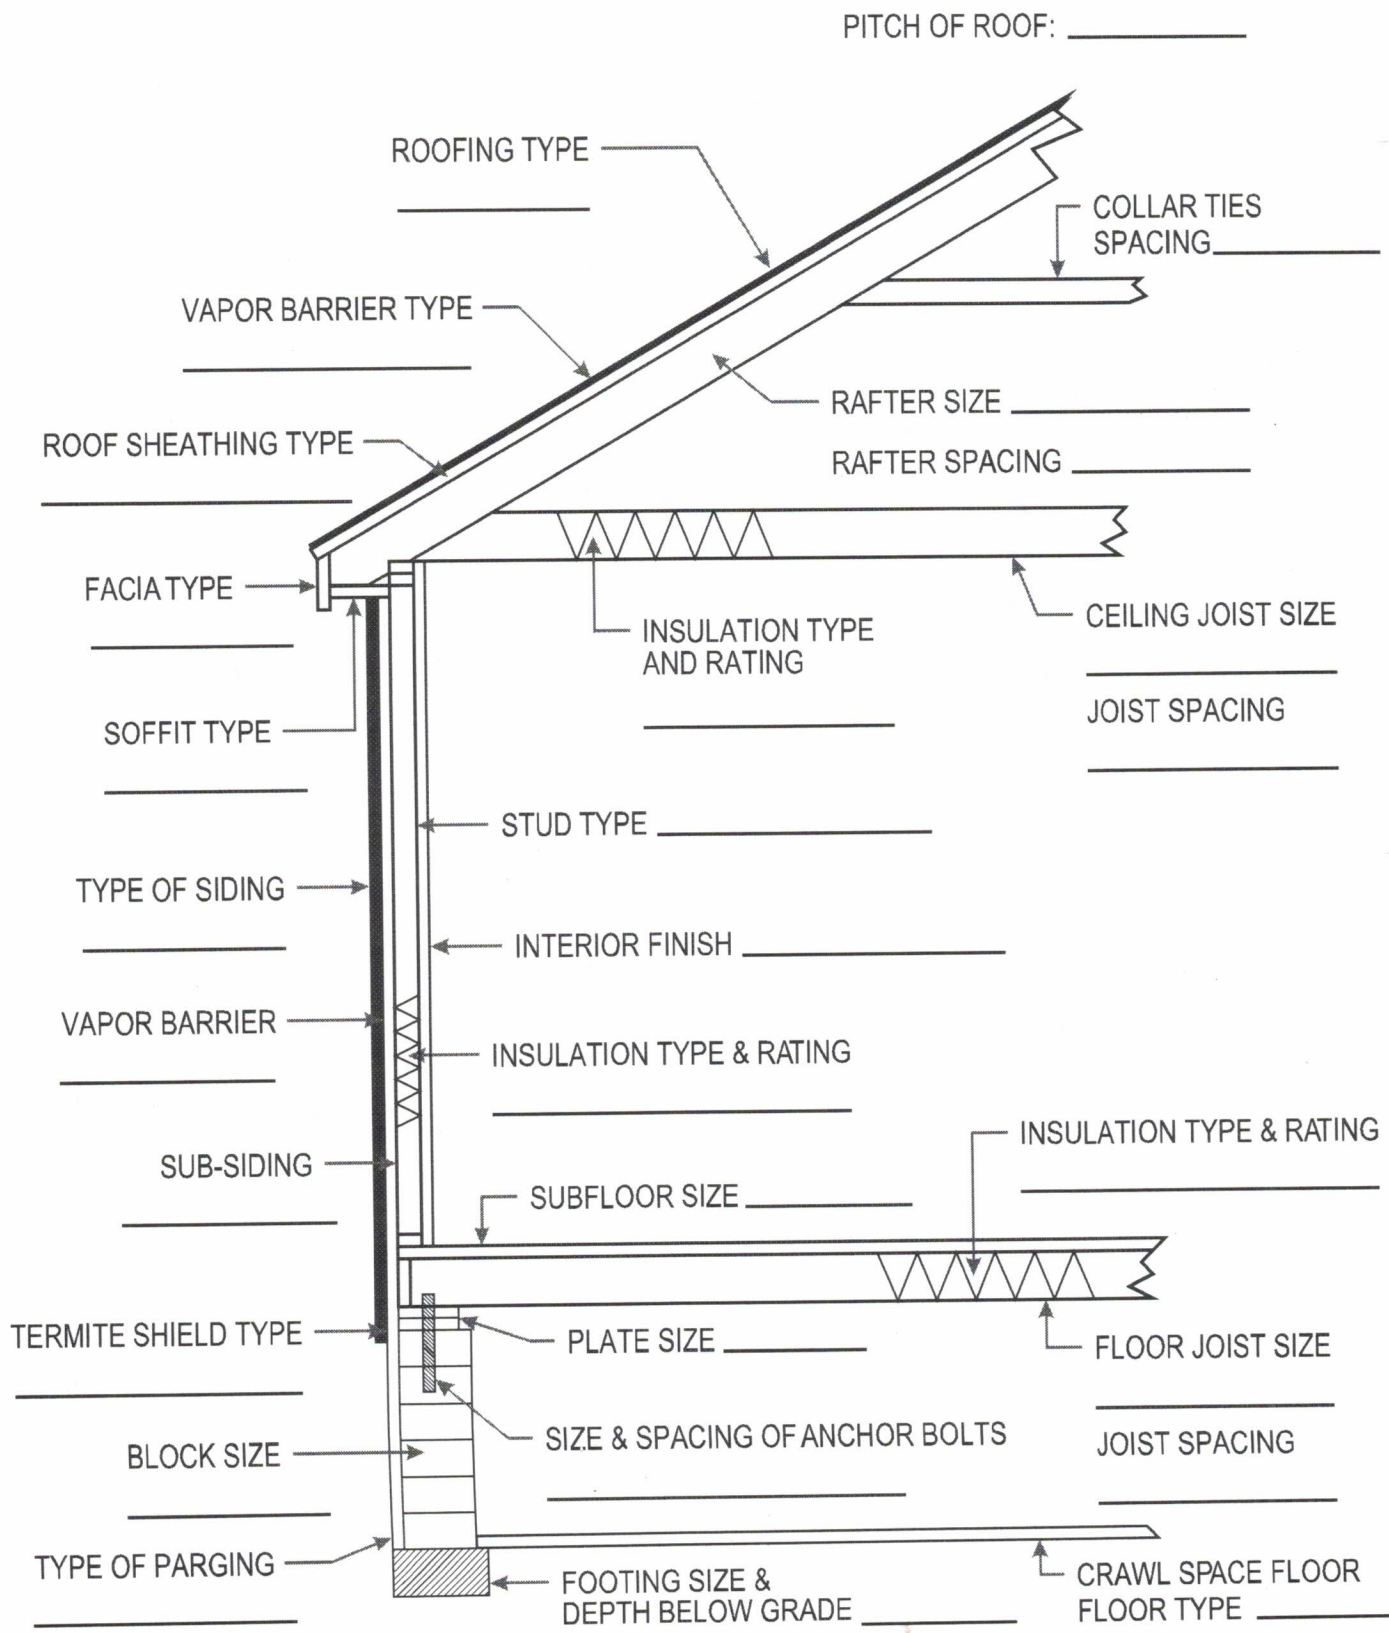 PITCH OF ROOF:
ROOFING TYPE
COLLAR TIES
SPACING
VAPOR BARRIER TYPE
RAFTER SIZE
ROOF SHEATHING TYPE
RAFTER SPACING
FACIA TYPE
INSULATION TYPE
AND RATING
CEILING JOIST SIZE
JOIST SPACING
SOFFIT TYPE
STUD TYPE
TYPE OF SIDING
INTERIOR FINISH
VAPOR BARRIER
INSULATION TYPE & RATING
INSULATION TYPE & RATING
SUB-SIDING
SUBFLOOR SIZE
TERMITE SHIELD TYPE
PLATE SIZE
FLOOR JOIST SIZE
SIZE & SPACING OF ANCHOR BOLTS
JOIST SPACING
BLOCK SIZE
TYPE OF PARGING
FOOTING SIZE &
DEPTH BELOW GRADE
CRAWL SPACE FLOOR
FLOOR TYPE